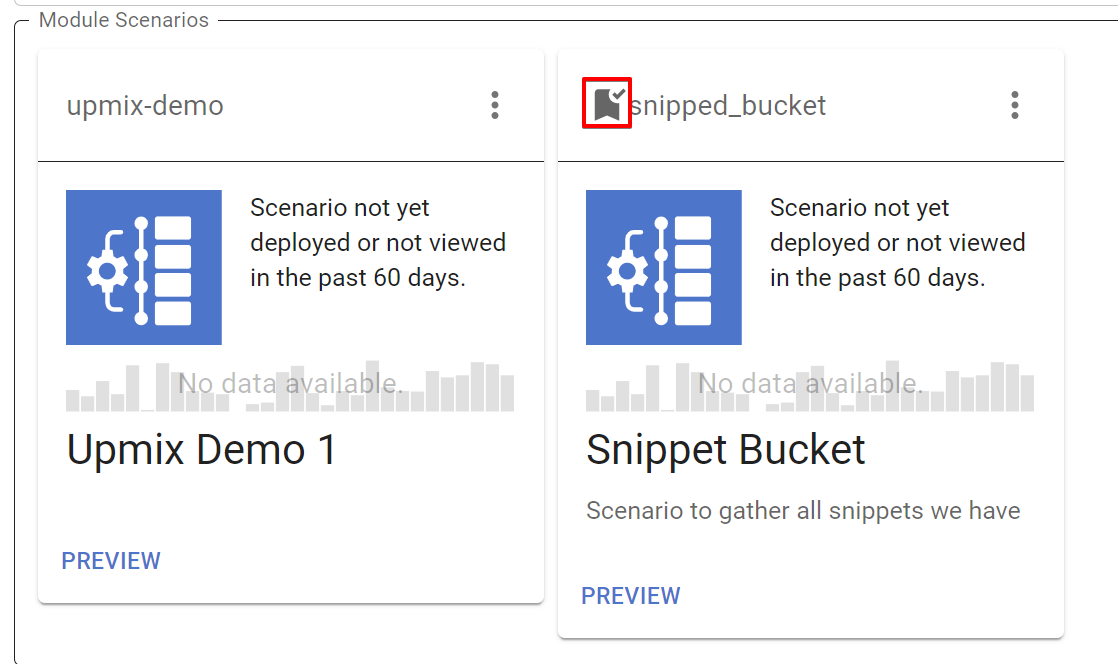 Module Scenarios
upmix-demo
Scenario not yet
deployed or not viewed
in the past 60 days.
No data available.
Upmix Demo 1
PREVIEW
snipped_bucket
Scenario not yet
deployed or not viewed
in the past 60 days.
No data available.
Snippet Bucket
Scenario to gather all snippets we have
PREVIEW